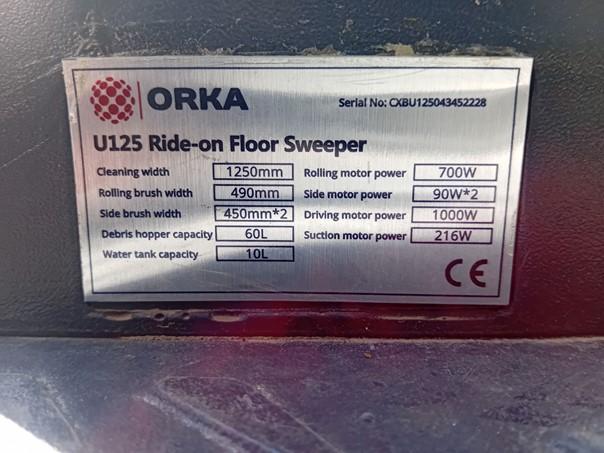 ORKA
Serial No: CXBU125043452228
U125 Ride-on Floor Sweeper
Cleaning width 1250mm Rolling motor power 700W
Rolling brush width 490mm Side motor power 90W*2
Side brush width 450mm*2 Driving motor power 1000W
Debris hopper capacity 60L Suction motor power 216W
Water tank capacity 10L
CE